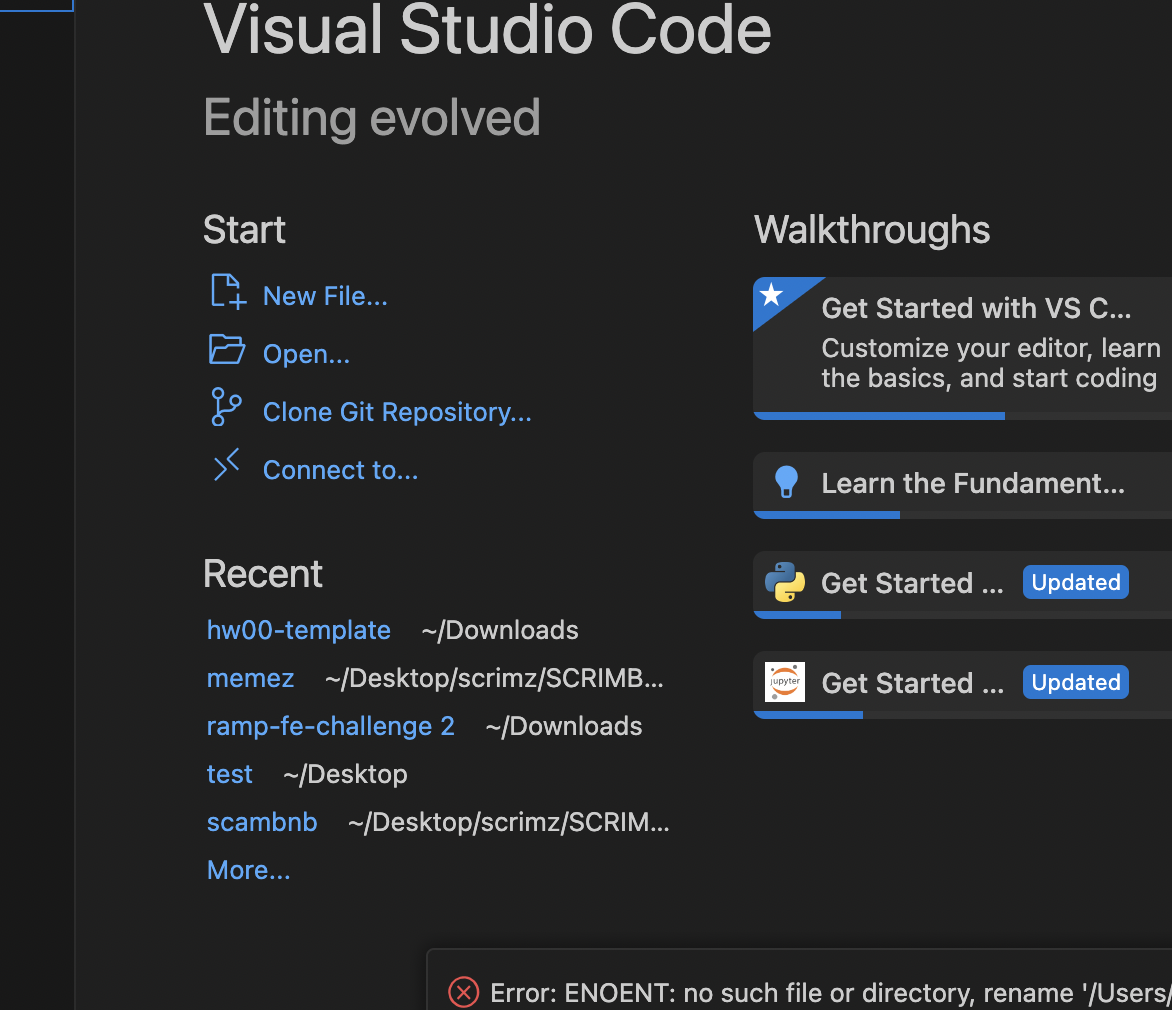 Visual Studio Code
Editing evolved
Start
New File...
Open...
Clone Git Repository...
Connect to...
Recent
hw00-template ~/Downloads
memez ~/Desktop/scrimz/SCRIMB...
ramp-fe-challenge 2 ~/Downloads
test ~/Desktop
scambnb ~/Desktop/scrimz/SCRIM...
More...
Walkthroughs
Get Started with VS C...
Customize your editor, learn
the basics, and start coding
Learn the Fundament...
Get Started ... Updated
jupyter
Get Started ... Updated
Error: ENOENT: no such file or directory, rename '/Users/